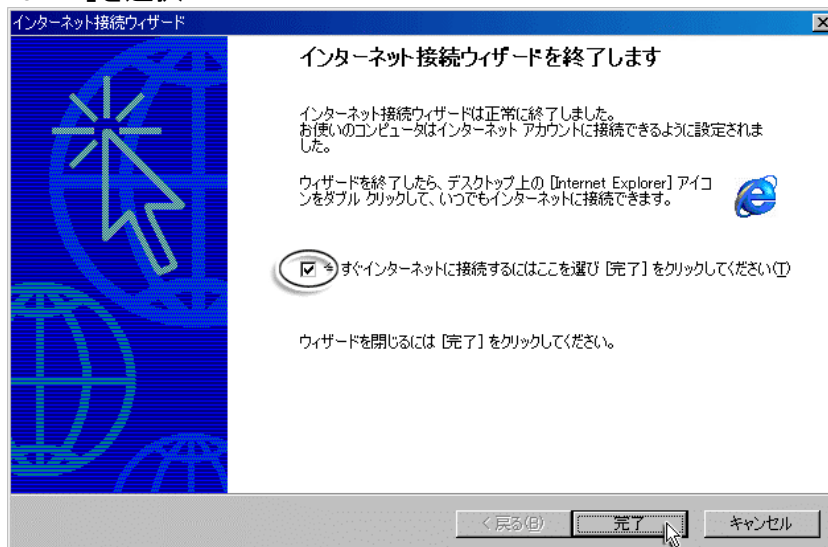 インターネット接続ウィザード
インターネット接続ウィザードを終了します
インターネット接続ウィザードは正常に終了しました。
お使いのコンピュータはインターネット アカウントに接続できるように設定されま
した。
ウィザードを終了したら、デスクトップ上の [Internet Explorer] アイコ
ンをダブル クリックして、いつでもインターネットに接続できます。
すぐインターネットに接続するにはここを選び [完了] をクリックしてください(T)
ウィザードを閉じるには [完了] をクリックしてください。
< 戻る(B)
完了
キャンセル